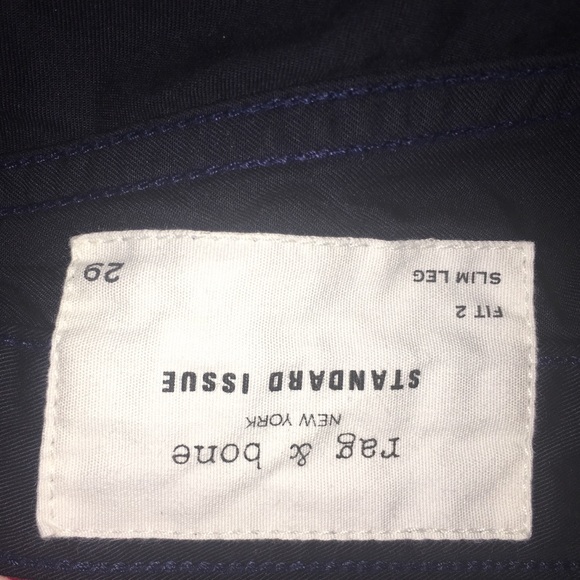 rag & bone
NEW YORK
STANDARD ISSUE
FIT 2
SLIM LEG
29